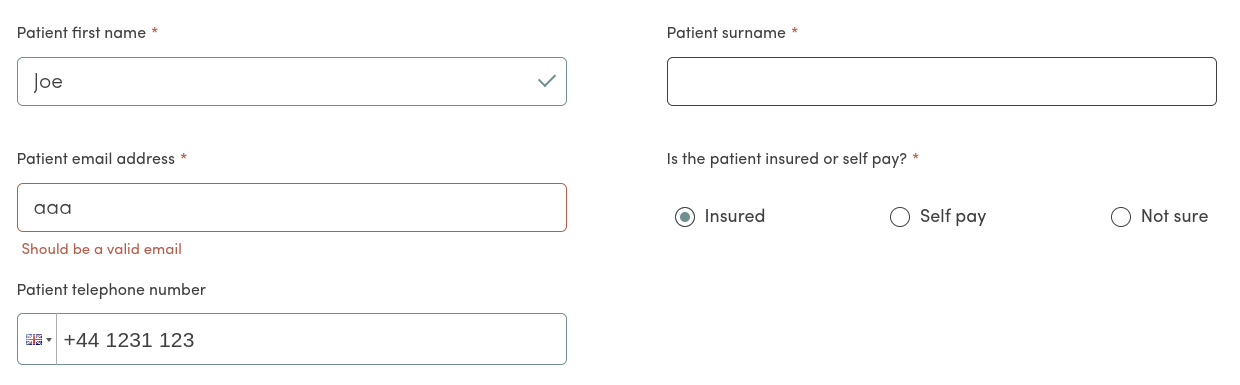 Patient first name *
Patient surname *
Joe
Patient email address *
Is the patient insured or self pay? *
aaa
Insured
Self pay
Not sure
Should be a valid email
Patient telephone number
+44 1231 123